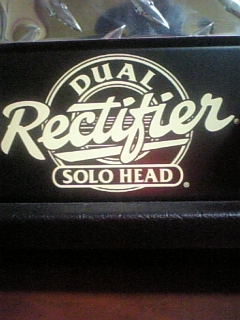 DUAL
Rectifier®
SOLO HEAD®